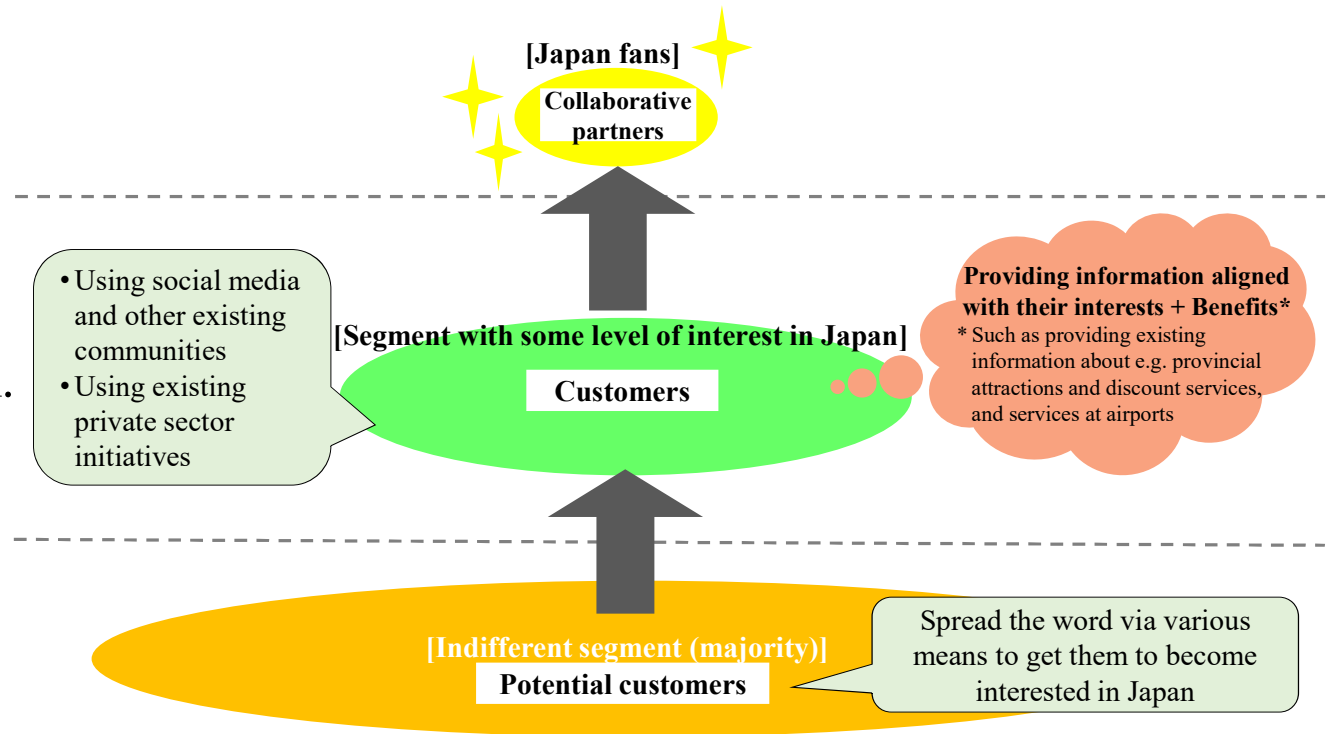 [Japan fans]
Collaborative
partners
• Using social media
and other existing
communities
• Using existing
private sector
initiatives
[Segment with some level of interest in Japan]
Customers
Providing information aligned
with their interests + Benefits*
* Such as providing existing
information about e.g. provincial
attractions and discount services,
and services at airports
[Indifferent segment (majority)]
Potential customers
Spread the word via various
means to get them to become
interested in Japan